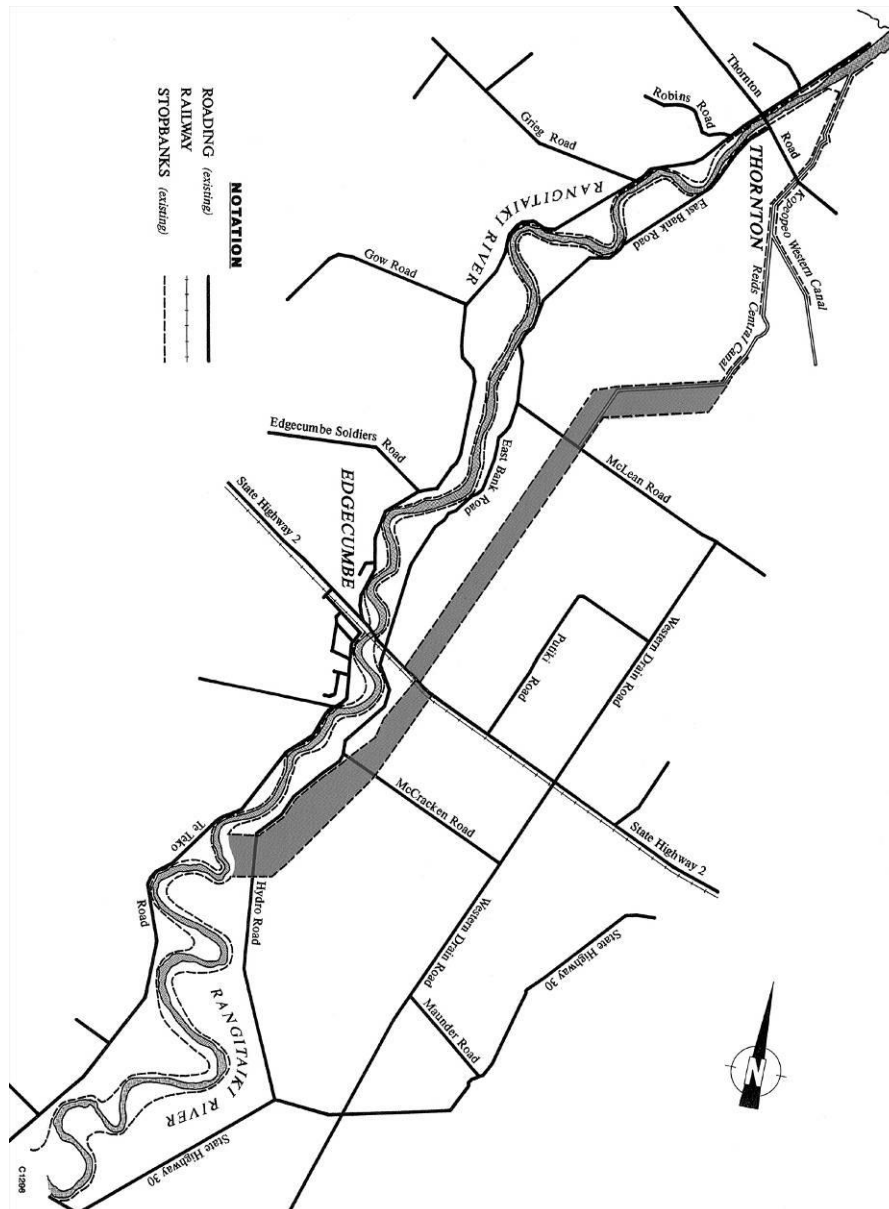 Thornton
Road
Robins Road
THORNTON
Grieg Road
RANGITAIKI RIVER
East Bank Road
Kopeopeo Western Canal
Reids Central Canal
Gow Road
NOTATION
ROADING (existing)
RAILWAY
STOPBANKS (existing)
McLean Road
Edgecumbe Soldiers Road
East Bank Road
State Highway 2
EDGECUMBE
Putiki Road
Western Drain Road
McCracken Road
State Highway 2
Te Teko
Road
Hydro Road
Western Drain Road
State Highway 30
Maunder Road
RANGITAIKI RIVER
State Highway 30
N
C1296